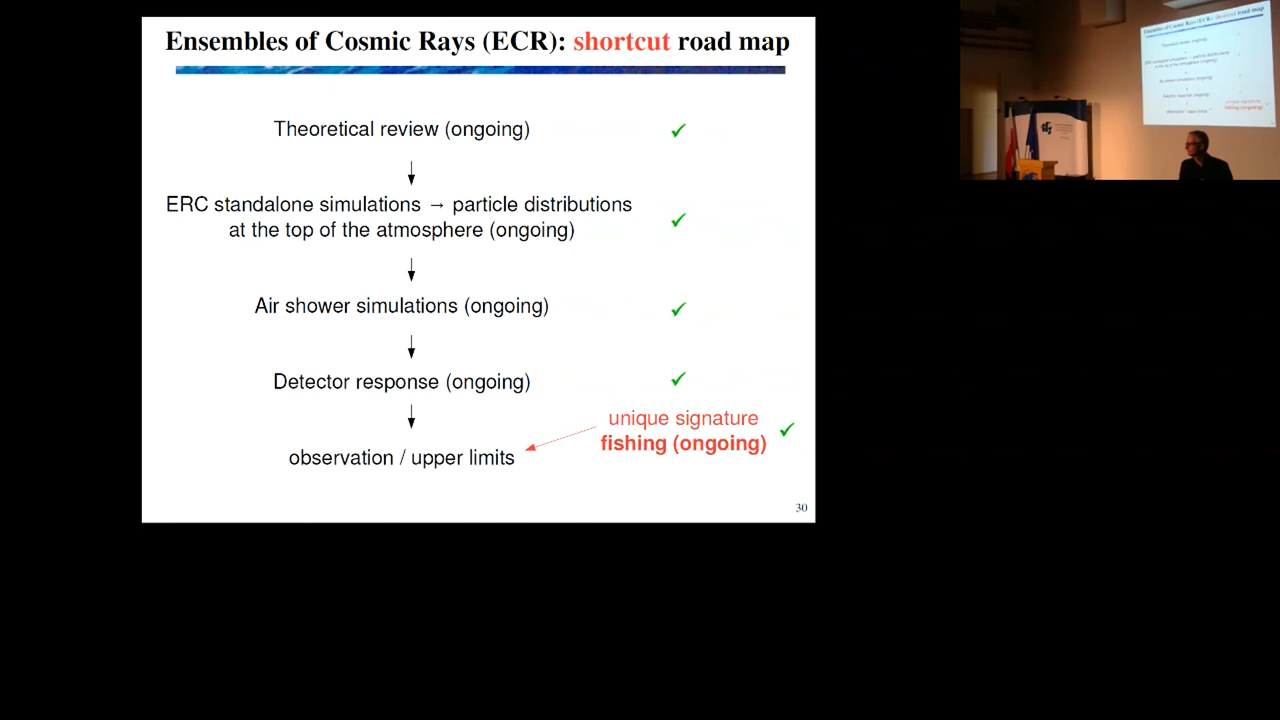 Ensembles of Cosmic Rays (ECR): shortcut road map
Theoretical review (ongoing) ✓
↓
ERC standalone simulations → particle distributions
at the top of the atmosphere (ongoing) ✓
↓
Air shower simulations (ongoing) ✓
↓
Detector response (ongoing) ✓
↓
unique signature
fishing (ongoing) ✓
observation / upper limits
30